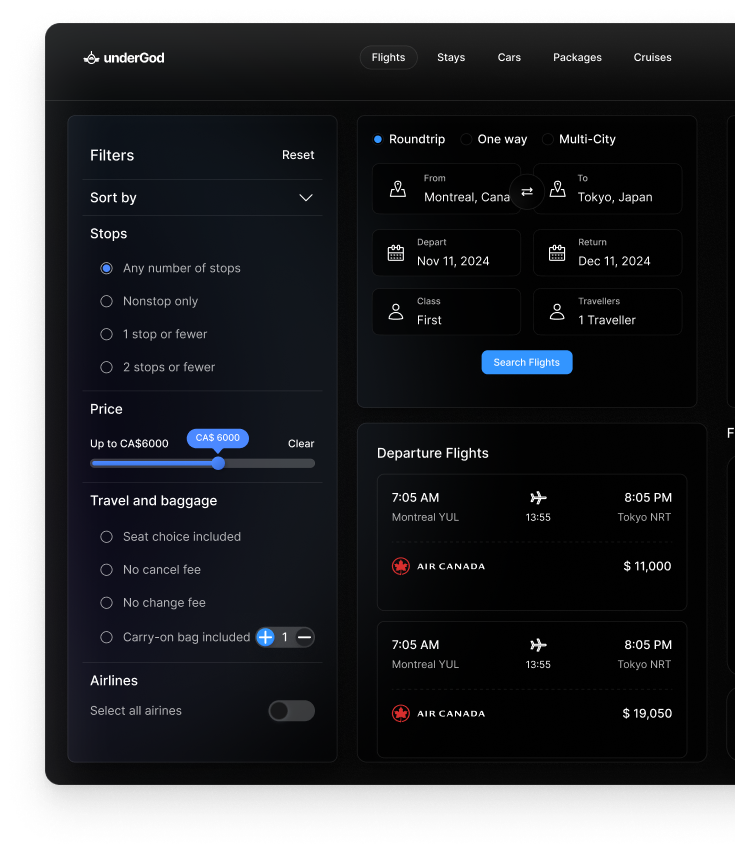 underGod
Flights Stays Cars Packages Cruises
Filters Reset
Sort by
Stops
Any number of stops
Nonstop only
1 stop or fewer
2 stops or fewer
Price
Up to CA$6000 CA$ 6000 Clear
Travel and baggage
Seat choice included
No cancel fee
No change fee
Carry-on bag included 1
Airlines
Select all airines
Roundtrip One way Multi-City
From To
Montreal, Cana Tokyo, Japan
Depart Return
Nov 11, 2024 Dec 11, 2024
Class Travellers
First 1 Traveller
Search Flights
Departure Flights
7:05 AM 8:05 PM
Montreal YUL 13:55 Tokyo NRT
AIR CANADA $ 11,000
7:05 AM 8:05 PM
Montreal YUL 13:55 Tokyo NRT
AIR CANADA $ 19,050
F